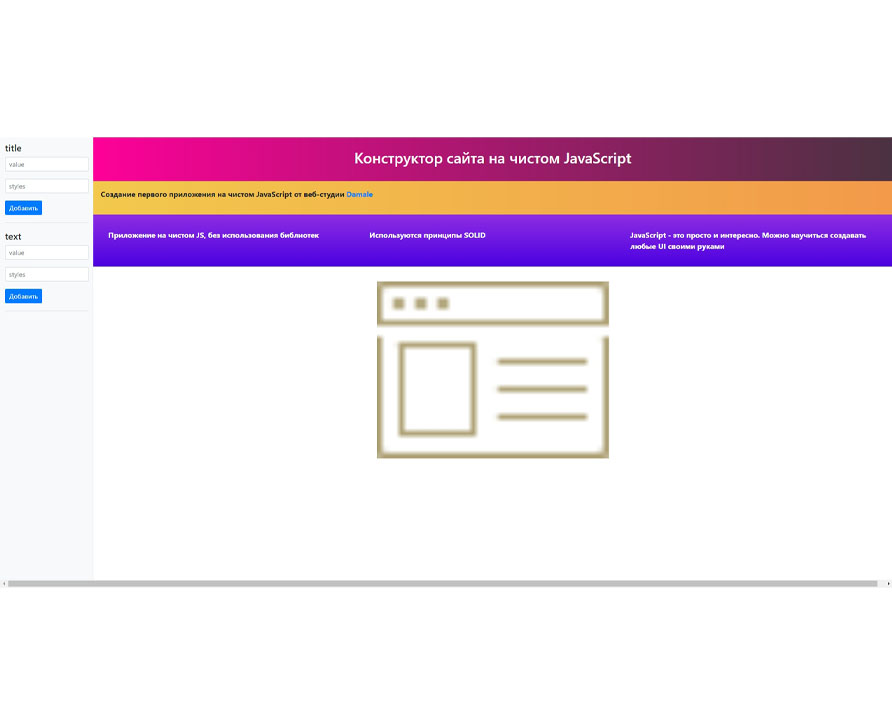 title
value
styles
Добавить
text
value
styles
Добавить
Конструктор сайта на чистом JavaScript
Создание первого приложения на чистом JavaScript от веб-студии Damale
Приложение на чистом JS, без использования библиотек
Используются принципы SOLID
JavaScript - это просто и интересно. Можно научиться создавать
любые UI своими руками